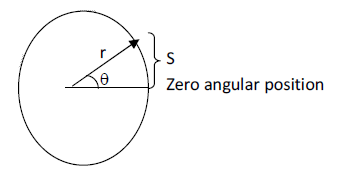 r
S
θ
Zero angular position